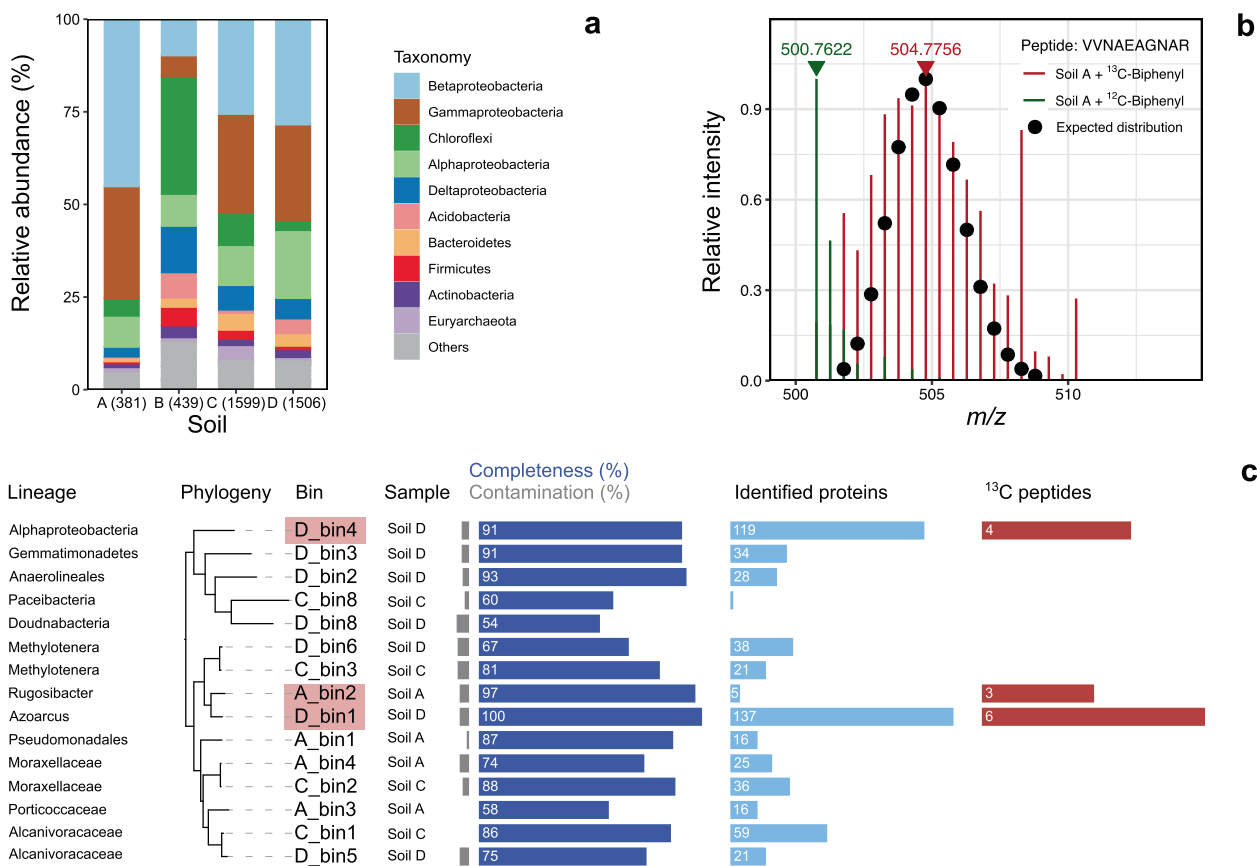 a
100
75
50
25
0
Relative abundance (%)
A (381) B (439) C (1599) D (1506)
Soil
Taxonomy
Betaproteobacteria
Gammaproteobacteria
Chloroflexi
Alphaproteobacteria
Deltaproteobacteria
Acidobacteria
Bacteroidetes
Firmicutes
Actinobacteria
Euryarchaeota
Others
b
500.7622 504.7756
Peptide: VVNAEAGNAR
Soil A + ¹³C-Biphenyl
Soil A + ¹²C-Biphenyl
Expected distribution
0.9
0.6
0.3
0.0
Relative intensity
500 505 510
m/z
c
Completeness (%)
Lineage Phylogeny Bin Sample Contamination (%) Identified proteins ¹³C peptides
Alphaproteobacteria D_bin4 Soil D 91 119 4
Gemmatimonadetes D_bin3 Soil D 91 34
Anaerolineales D_bin2 Soil D 93 28
Paceibacteria C_bin8 Soil C 60
Doudnabacteria D_bin8 Soil D 54
Methylotenera D_bin6 Soil D 67 38
Methylotenera C_bin3 Soil C 81 21
Rugosibacter A_bin2 Soil A 97 5 3
Azoarcus D_bin1 Soil D 100 137 6
Pseudomonadales A_bin1 Soil A 87 16
Moraxellaceae A_bin4 Soil A 74 25
Moraxellaceae C_bin2 Soil C 88 36
Porticoccaceae A_bin3 Soil A 58 16
Alcanivoracaceae C_bin1 Soil C 86 59
Alcanivoracaceae D_bin5 Soil D 75 21